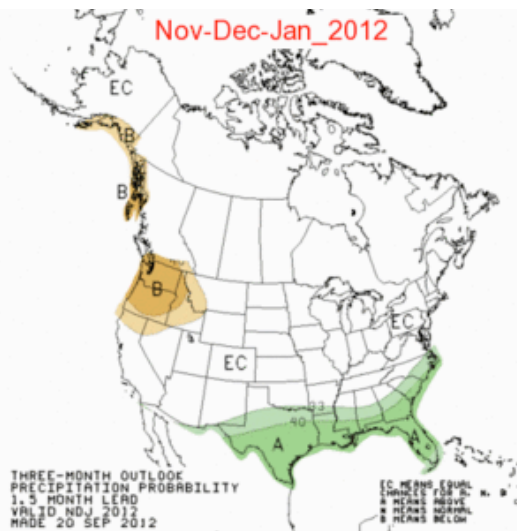 Nov-Dec-Jan_2012
EC
B
B
B
EC
EC
33
40
A
A
THREE-MONTH OUTLOOK
PRECIPITATION PROBABILITY
1.5 MONTH LEAD
VALID NDJ 2012
MADE 20 SEP 2012
EC MEANS EQUAL
CHANCES FOR A, N, B
A MEANS ABOVE
N MEANS NORMAL
B MEANS BELOW